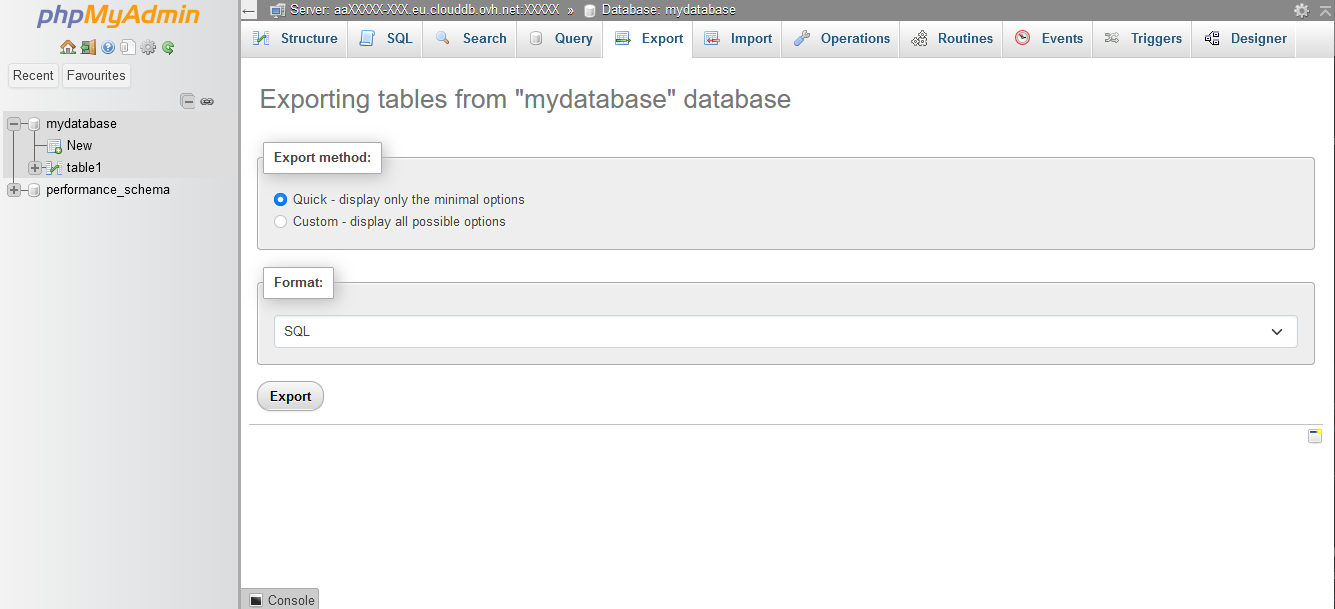 phpMyAdmin
Recent Favourites
mydatabase
New
table1
performance_schema
Server: aaXXXXX-XXX.eu.clouddb.ovh.net:XXXXX » Database: mydatabase
Structure SQL Search Query Export Import Operations Routines Events Triggers Designer
Exporting tables from "mydatabase" database
Export method:
Quick - display only the minimal options
Custom - display all possible options
Format:
SQL
Export
Console